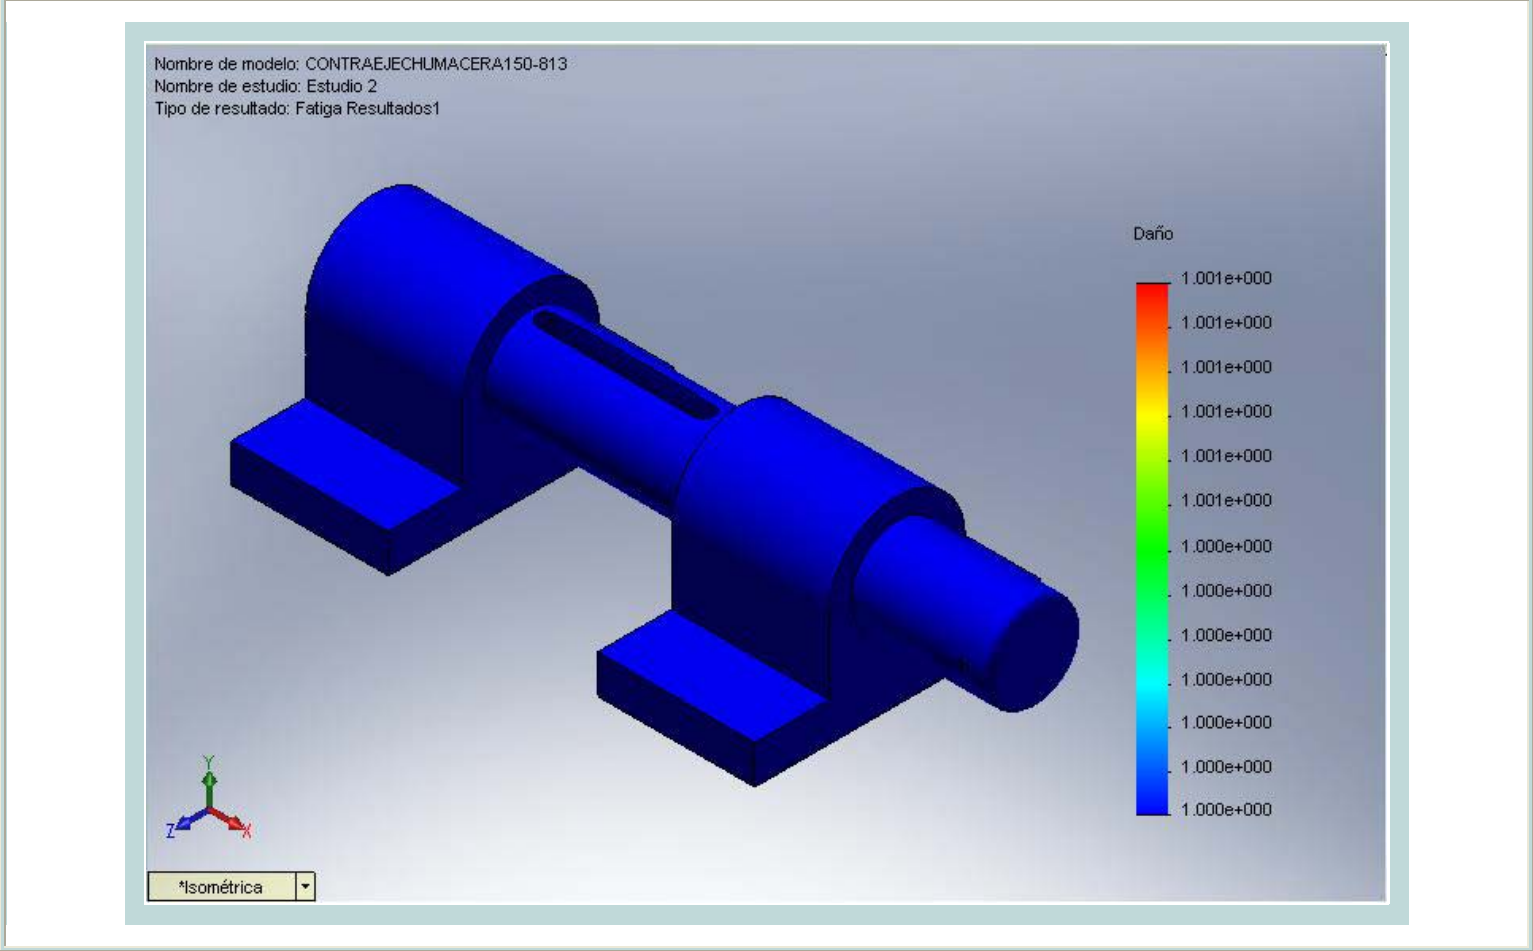 Nombre de modelo: CONTRAEJECHUMACERA150-813
Nombre de estudio: Estudio 2
Tipo de resultado: Fatiga Resultados1
Daño
1.001e+000
1.001e+000
1.001e+000
1.001e+000
1.001e+000
1.001e+000
1.000e+000
1.000e+000
1.000e+000
1.000e+000
1.000e+000
1.000e+000
1.000e+000
Y
Z
X
*Isométrica